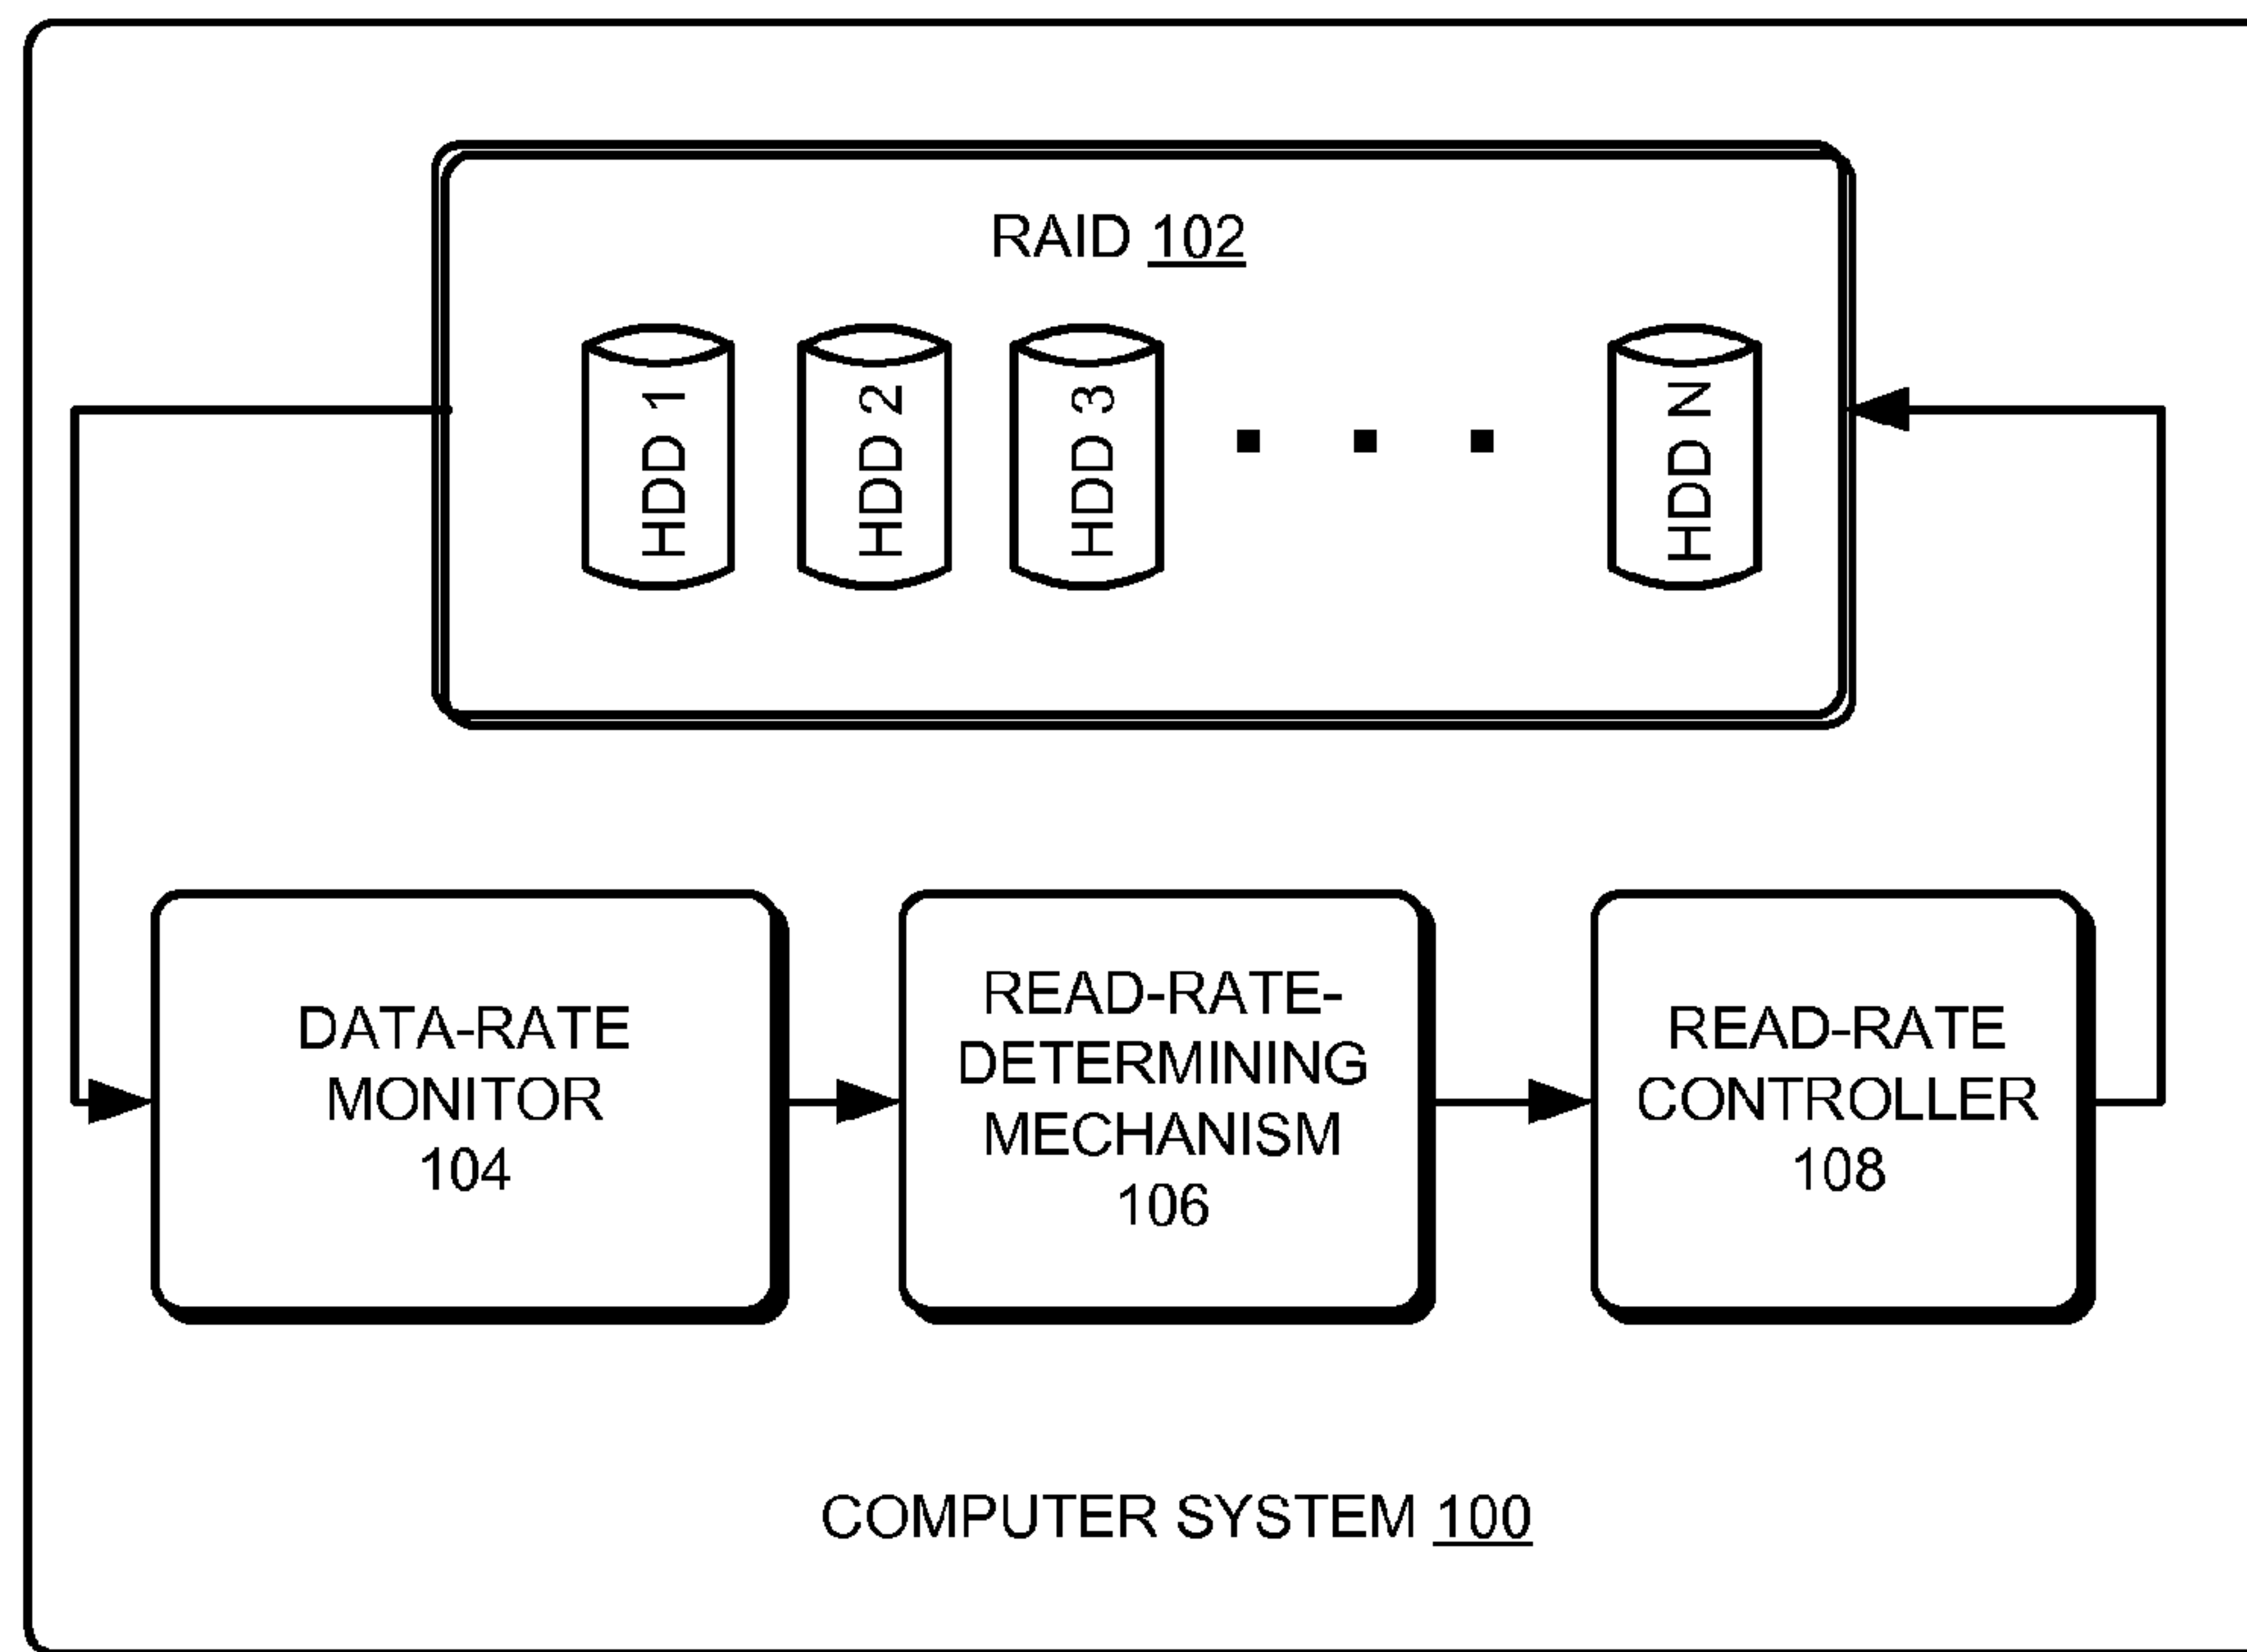 RAID 102
HDD 1
HDD 2
HDD 3
HDD N
DATA-RATE
MONITOR
104
READ-RATE-
DETERMINING
MECHANISM
106
READ-RATE
CONTROLLER
108
COMPUTER SYSTEM 100